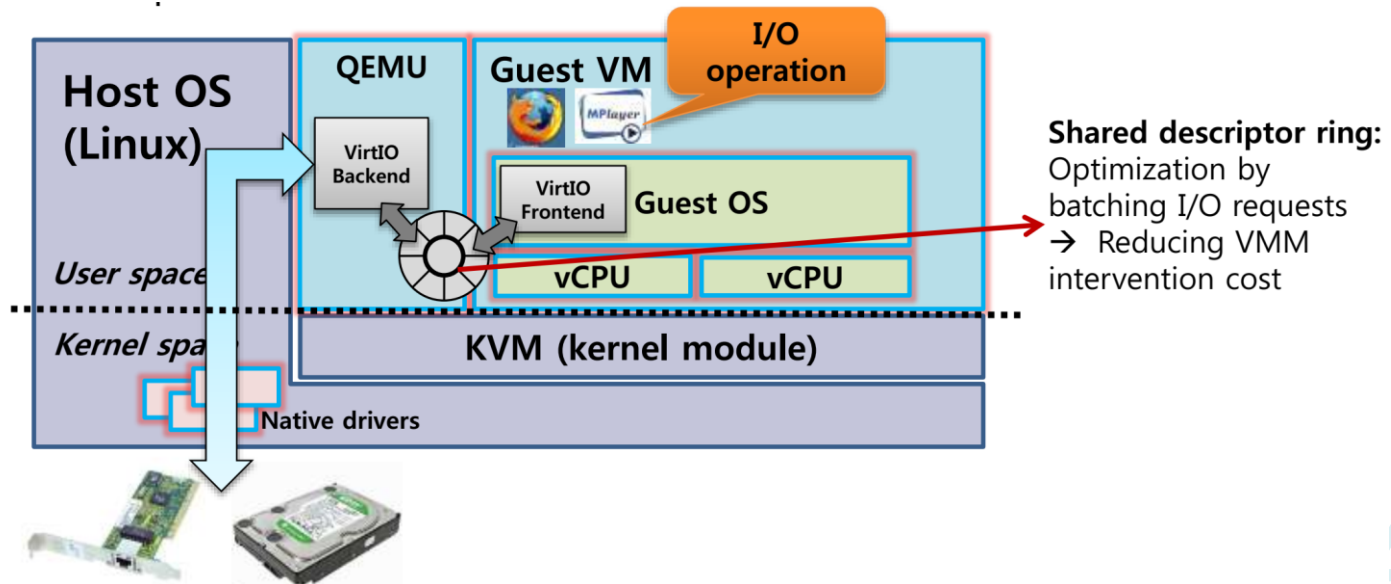 I/O
operation
Host OS
(Linux)
QEMU
Guest VM
MPlayer
VirtIO
Backend
VirtIO
Frontend
Guest OS
vCPU
vCPU
User space
Kernel space
KVM (kernel module)
Native drivers
Shared descriptor ring:
Optimization by
batching I/O requests
→ Reducing VMM
intervention cost